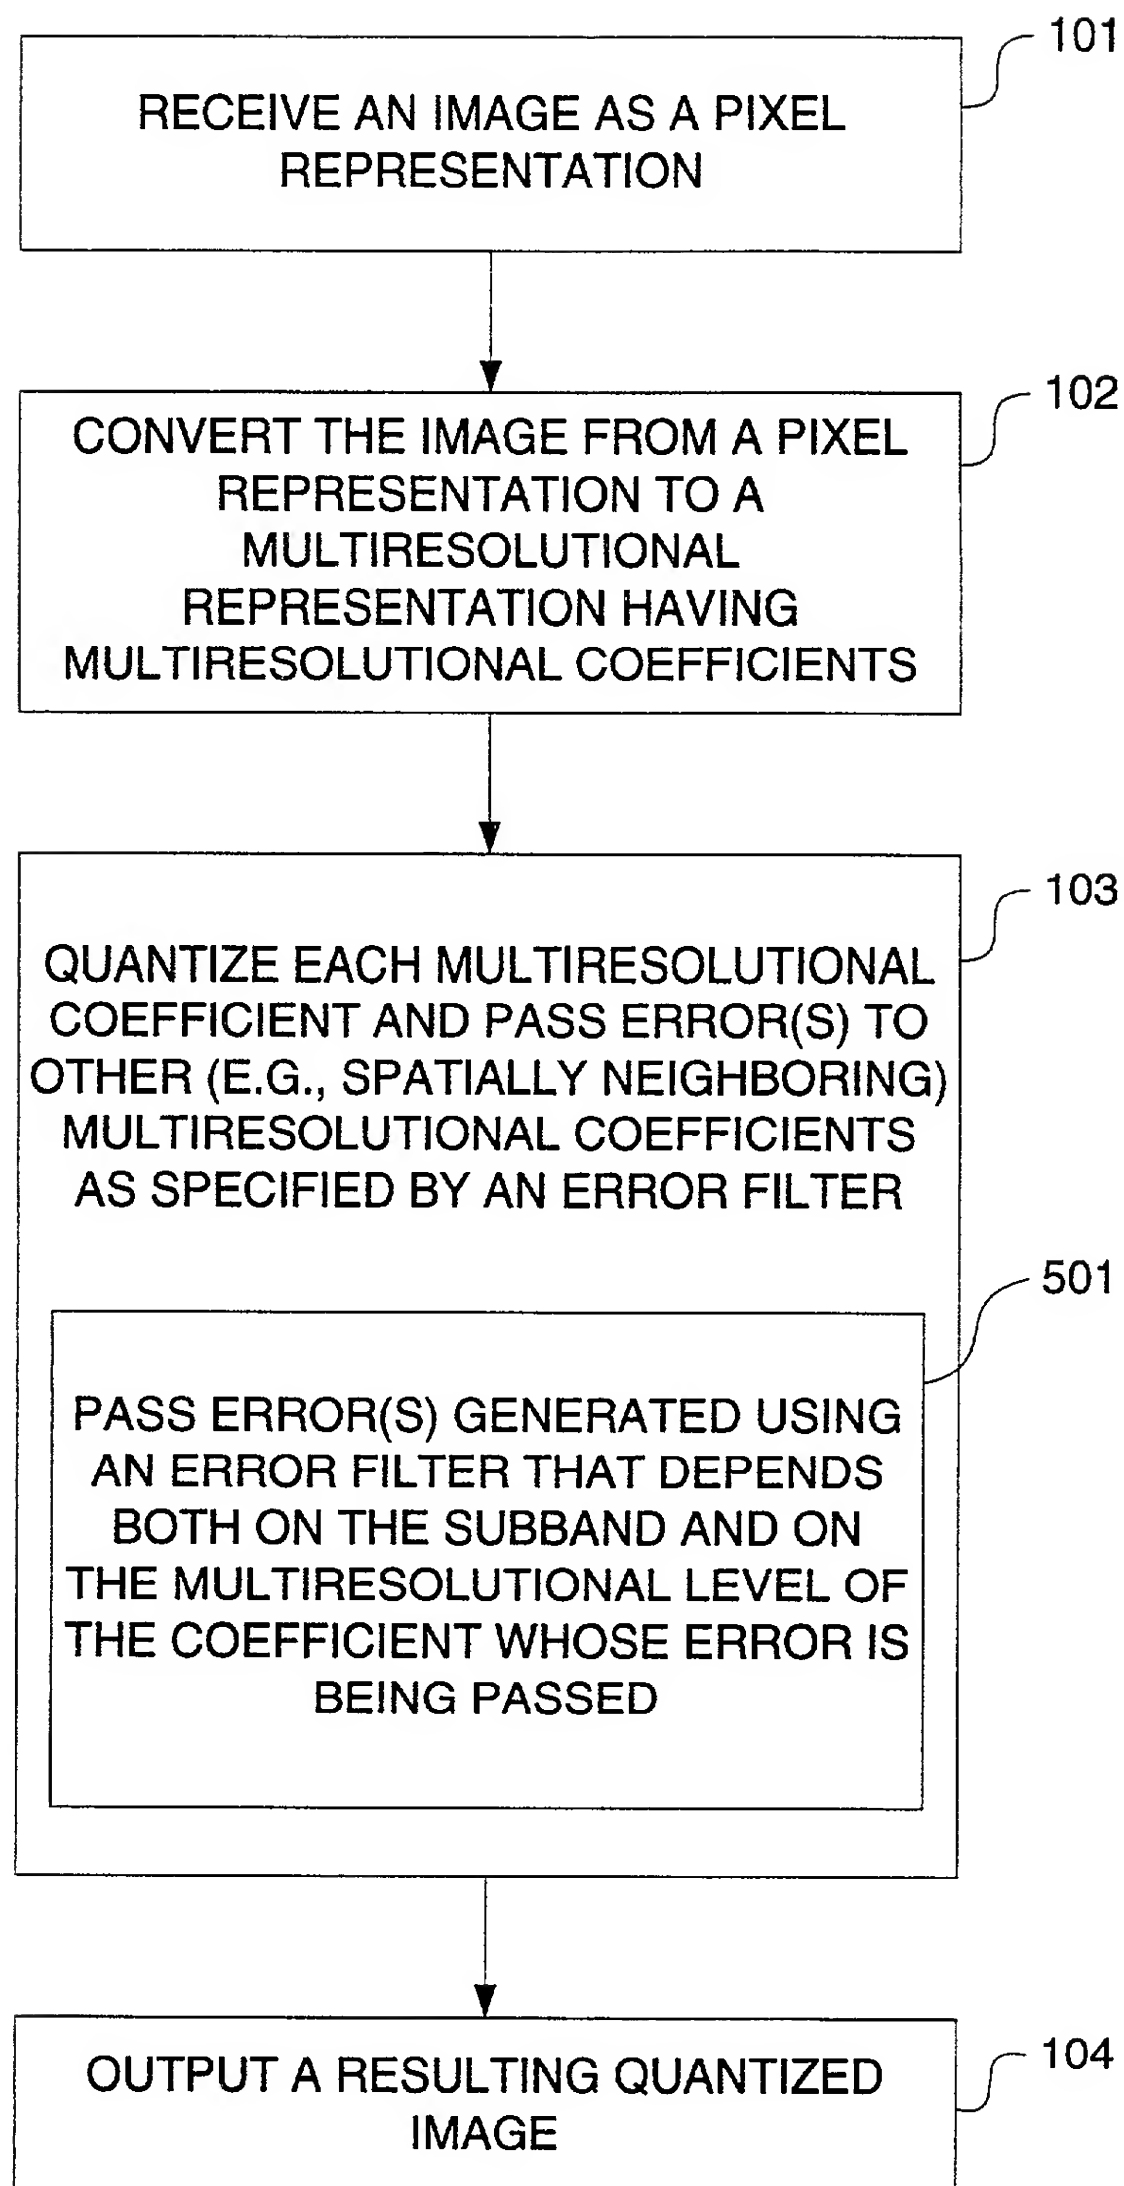 101
RECEIVE AN IMAGE AS A PIXEL
REPRESENTATION
102
CONVERT THE IMAGE FROM A PIXEL
REPRESENTATION TO A
MULTIRESOLUTIONAL
REPRESENTATION HAVING
MULTIRESOLUTIONAL COEFFICIENTS
103
QUANTIZE EACH MULTIRESOLUTIONAL
COEFFICIENT AND PASS ERROR(S) TO
OTHER (E.G., SPATIALLY NEIGHBORING)
MULTIRESOLUTIONAL COEFFICIENTS
AS SPECIFIED BY AN ERROR FILTER
501
PASS ERROR(S) GENERATED USING
AN ERROR FILTER THAT DEPENDS
BOTH ON THE SUBBAND AND ON
THE MULTIRESOLUTIONAL LEVEL OF
THE COEFFICIENT WHOSE ERROR IS
BEING PASSED
104
OUTPUT A RESULTING QUANTIZED
IMAGE